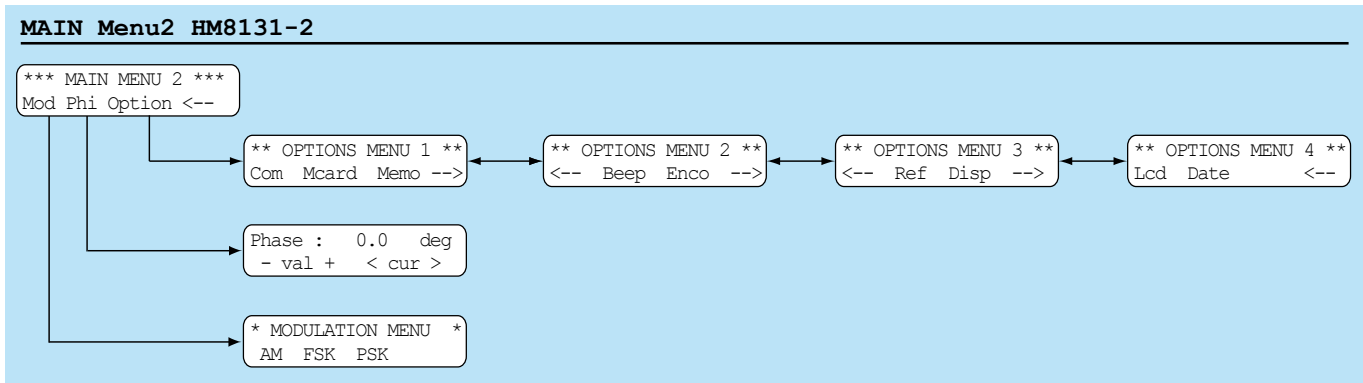 MAIN Menu2 HM8131-2
*** MAIN MENU 2 ***
Mod Phi Option <--
** OPTIONS MENU 1 **
Com Mcard Memo -->
** OPTIONS MENU 2 **
<-- Beep Enco -->
** OPTIONS MENU 3 **
<-- Ref Disp -->
** OPTIONS MENU 4 **
Lcd Date <--
Phase : 0.0 deg
- val + < cur >
* MODULATION MENU *
AM FSK PSK